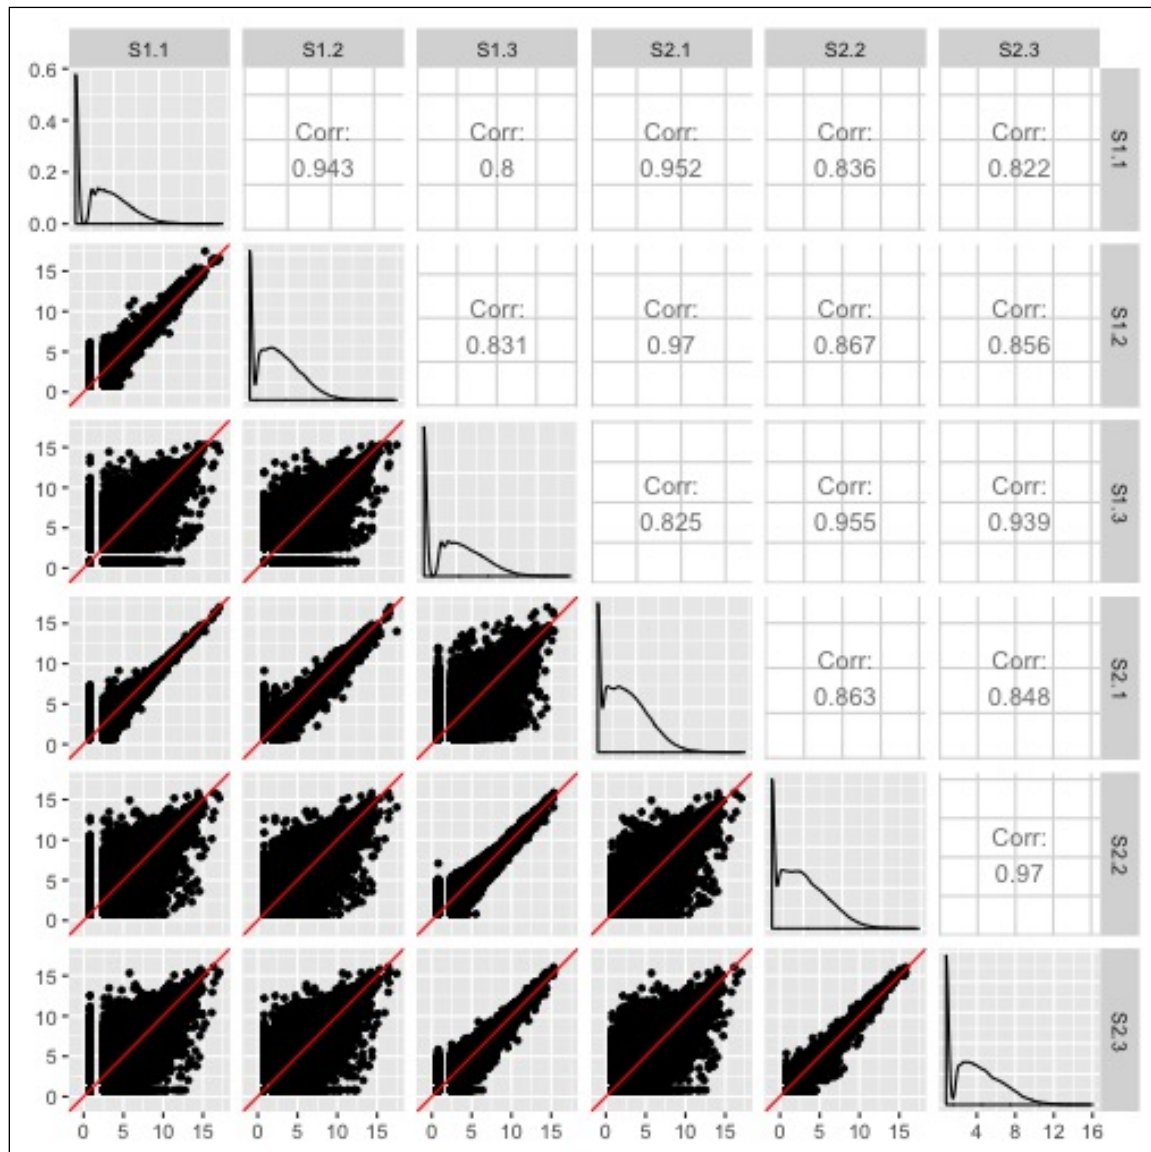 S1.1 S1.2 S1.3 S2.1 S2.2 S2.3
0.6
0.4
0.2
0.0
Corr:
0.943
Corr:
0.8
Corr:
0.952
Corr:
0.836
Corr:
0.822
S1.1
15
10
5
0
Corr:
0.831
Corr:
0.97
Corr:
0.867
Corr:
0.856
S1.2
15
10
5
0
Corr:
0.825
Corr:
0.955
Corr:
0.939
S1.3
15
10
5
0
Corr:
0.863
Corr:
0.848
S2.1
15
10
5
0
Corr:
0.97
S2.2
15
10
5
0
S2.3
0 5 10 15 0 5 10 15 0 5 10 15 0 5 10 15 0 5 10 15 4 8 12 16